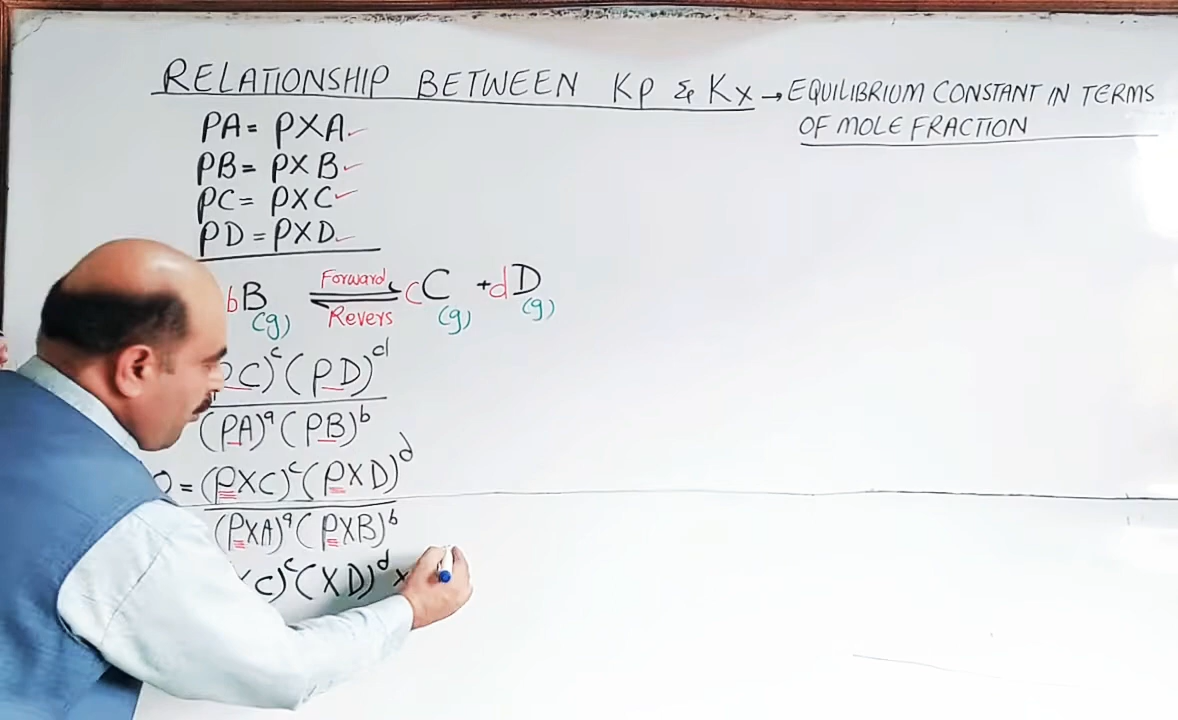 RELATIONSHIP BETWEEN Kp & Kx → EQUILIBRIUM CONSTANT IN TERMS
OF MOLE FRACTION
PA = PXA
PB = PXB
PC = PXC
PD = PXD
bB(g) ⇌ cC(g) + dD(g)
Forward
Revers
PC)^c (PD)^d
(PA)^a (PB)^b
= (PXC)^c (PXD)^d
(PXA)^a (PXB)^b
C)^c (XD)^d ×